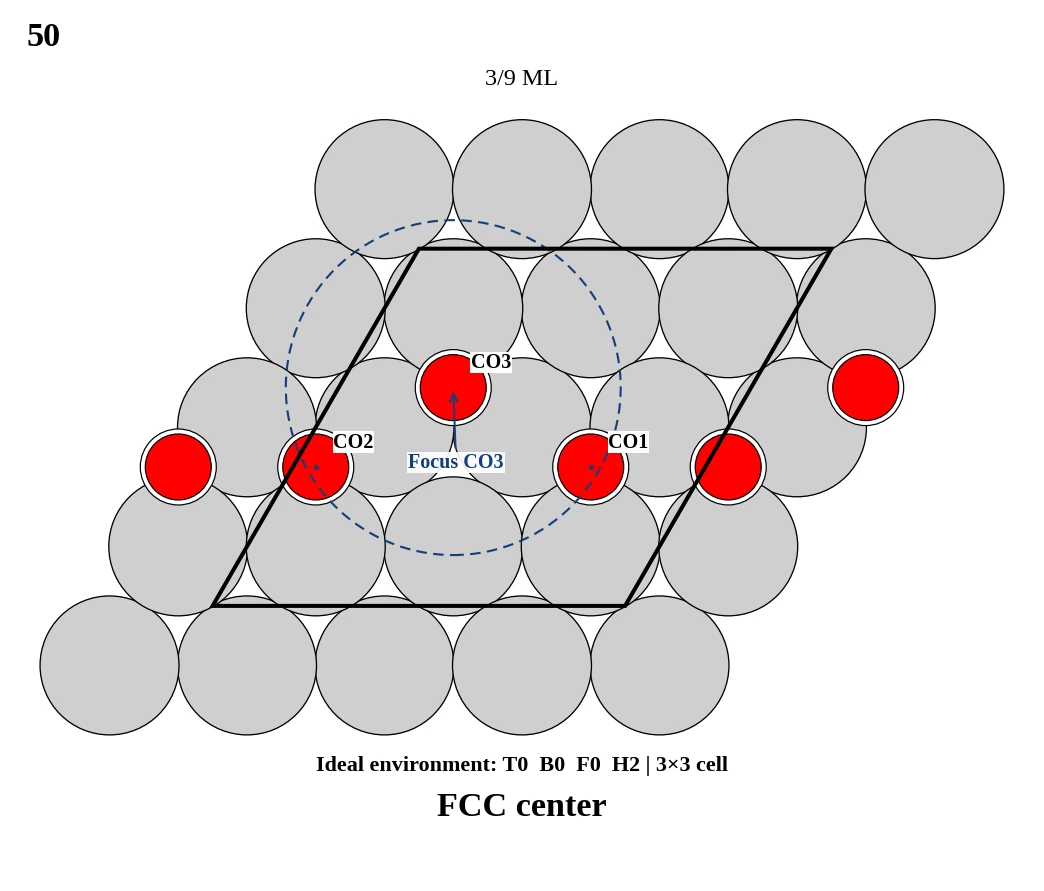 50
3/9 ML
CO3
CO2
CO1
Focus CO3
Ideal environment: T0  B0  F0  H2 | 3×3 cell
FCC center